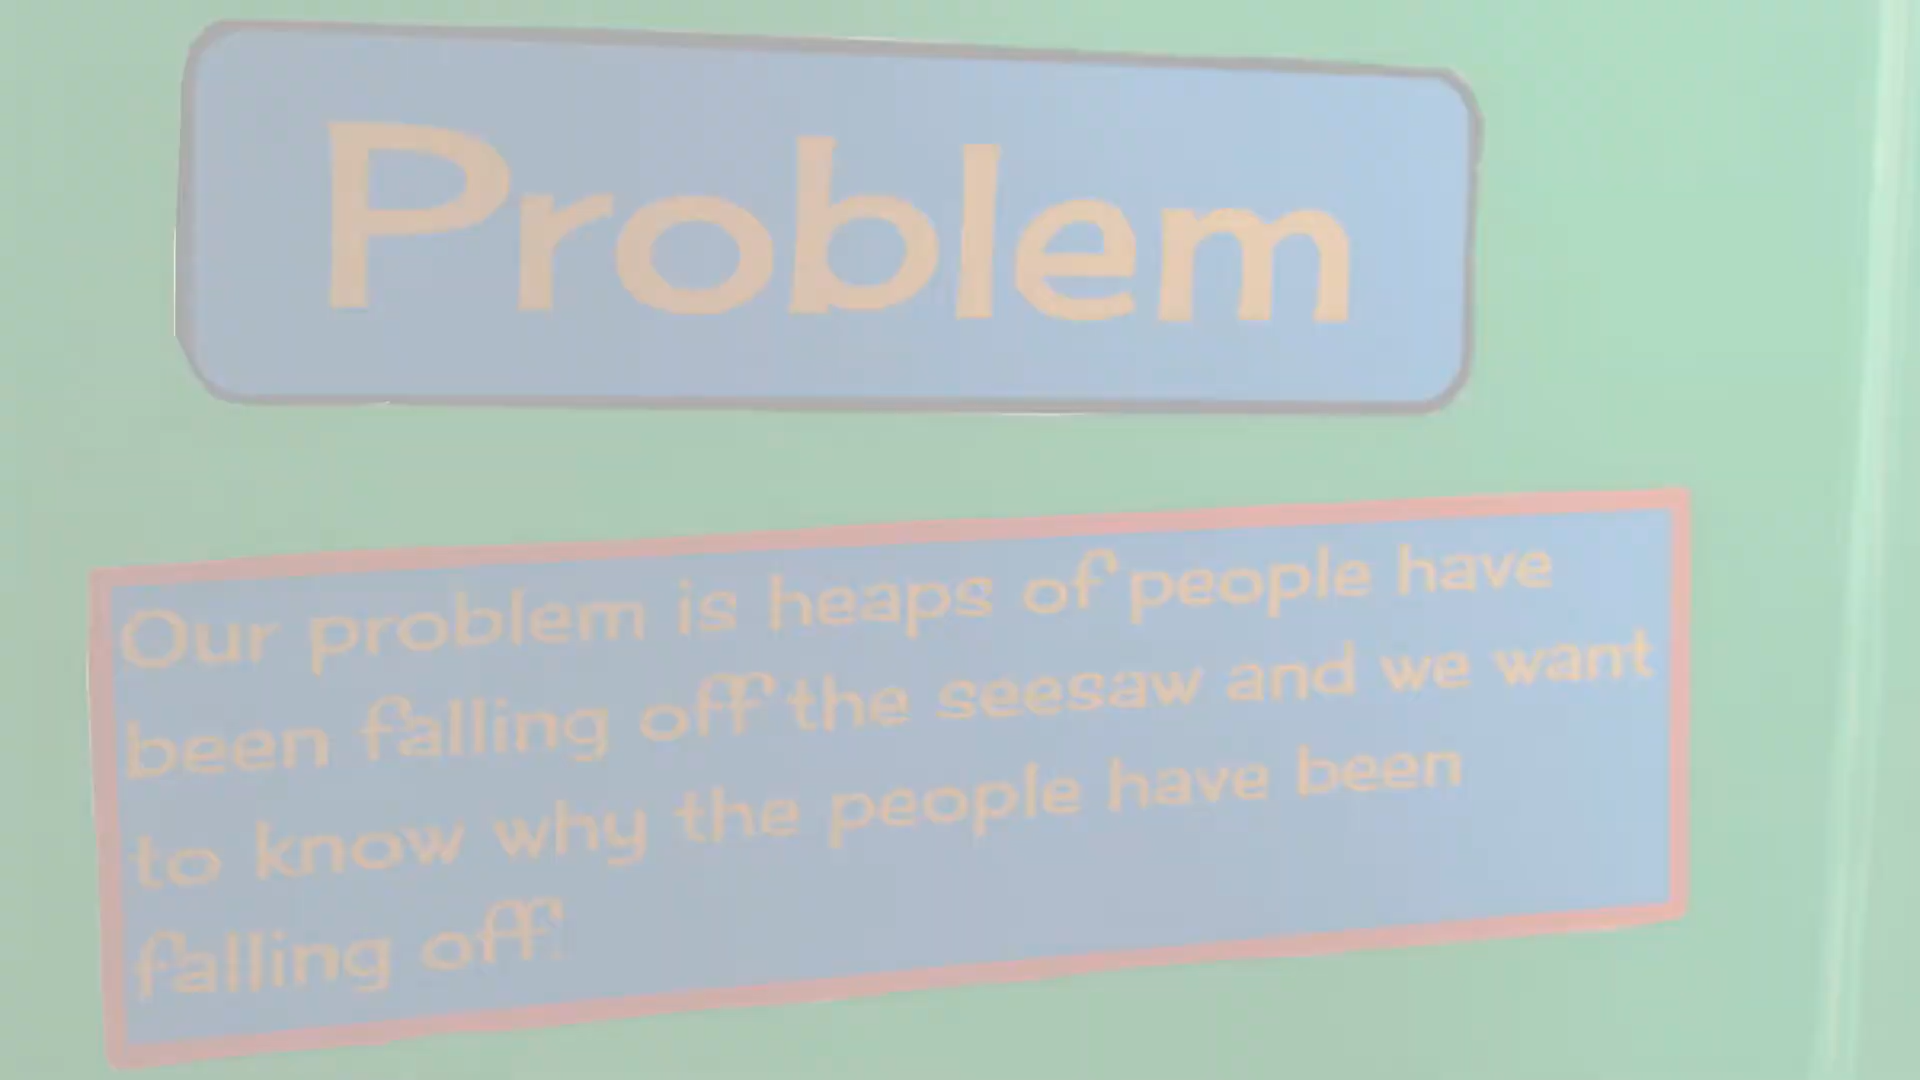 Problem
Our problem is heaps of people have
been falling off the seesaw and we want
to know why the people have been
falling off.